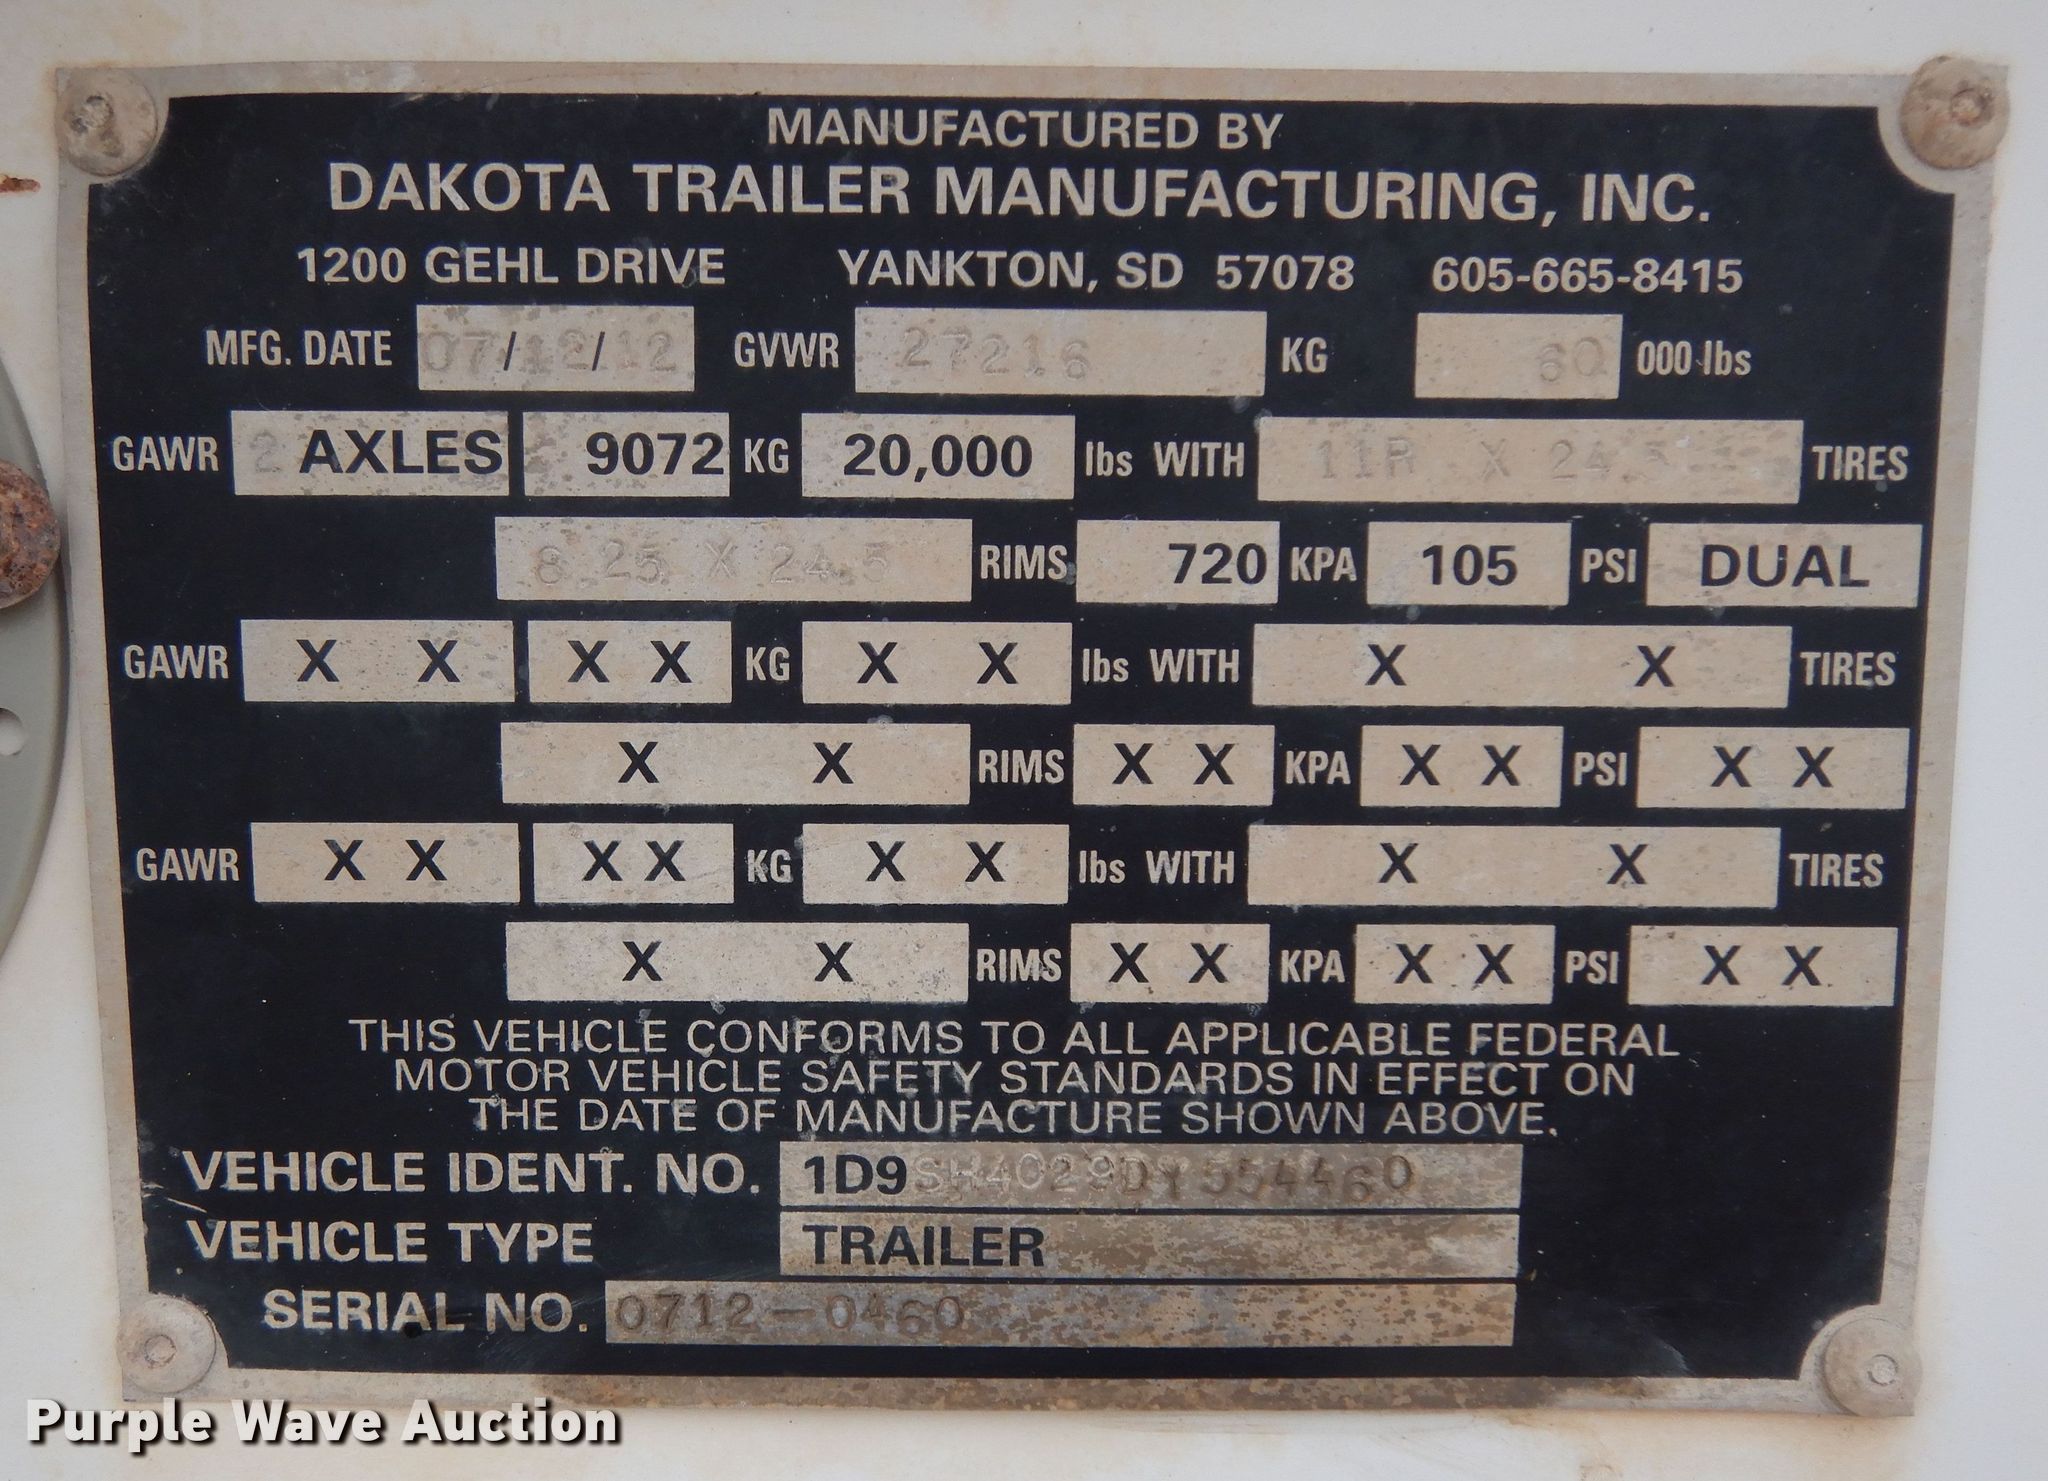 MANUFACTURED BY
DAKOTA TRAILER MANUFACTURING, INC.
1200 GEHL DRIVE YANKTON, SD 57078 605-665-8415
MFG. DATE 07/12/12 GVWR 27216 KG 60 000 lbs
GAWR 2 AXLES 9072 KG 20,000 lbs WITH 11R X 24.5 TIRES
8.25 X 24.5 RIMS 720 KPA 105 PSI DUAL
GAWR X X X X KG X X lbs WITH X X TIRES
X X RIMS X X KPA X X PSI X X
GAWR X X X X KG X X lbs WITH X X TIRES
X X RIMS X X KPA X X PSI X X
THIS VEHICLE CONFORMS TO ALL APPLICABLE FEDERAL
MOTOR VEHICLE SAFETY STANDARDS IN EFFECT ON
THE DATE OF MANUFACTURE SHOWN ABOVE.
VEHICLE IDENT. NO. 1D9SH4029DY554460
VEHICLE TYPE TRAILER
SERIAL NO. 0712-0460
Purple Wave Auction